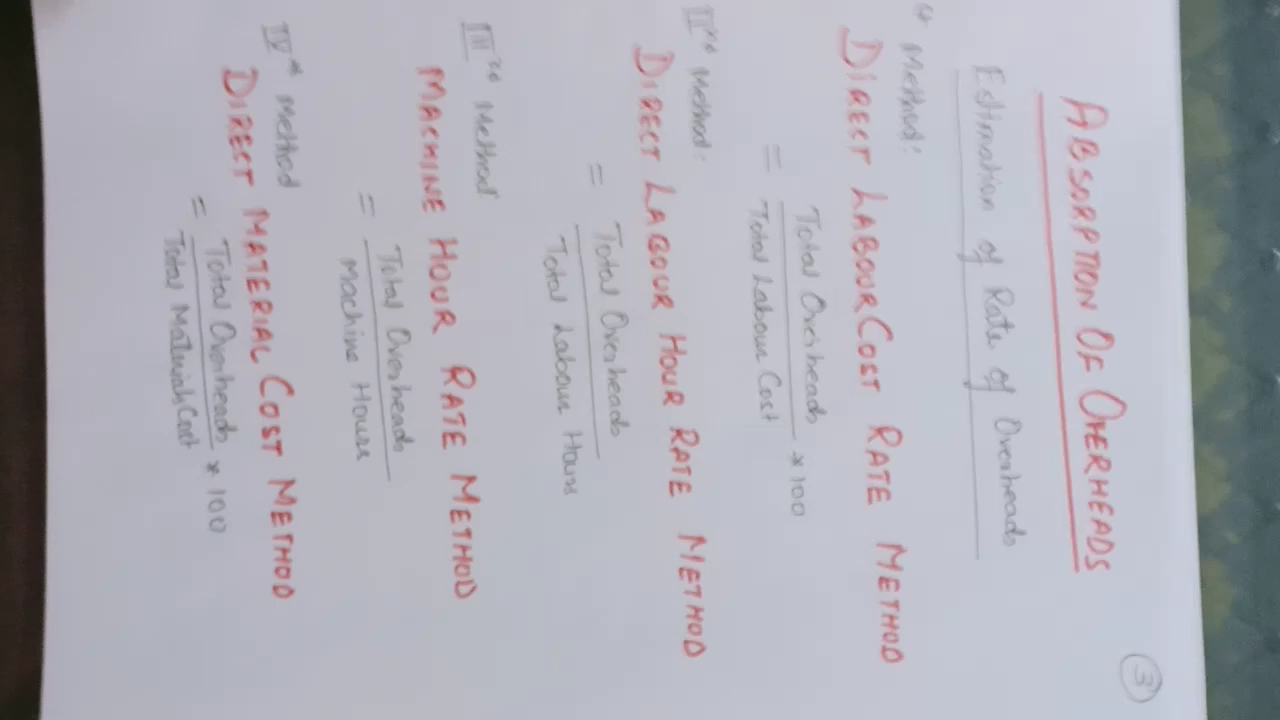 3
ABSORPTION OF OVERHEADS
Estimation of Rate of Overheads
Method:
DIRECT LABOUR COST RATE METHOD
= Total Overheads * 100
Total Labour Cost
IInd Method:
DIRECT LABOUR HOUR RATE METHOD
= Total Overheads
Total Labour Hours
IIIrd Method
MACHINE HOUR RATE METHOD
= Total Overheads
Machine Hours
IVth Method
DIRECT MATERIAL COST METHOD
= Total Overheads * 100
Total Material Cost